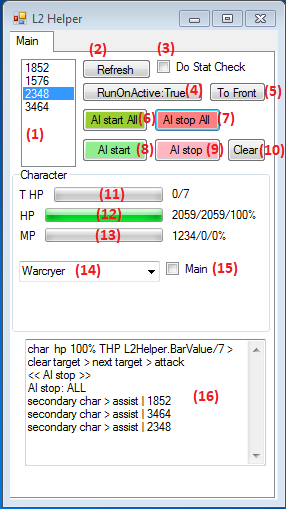 L2 Helper
Main
(2)
(3)
1852
1576
2348
3464
(1)
Refresh
Do Stat Check
RunOnActive:True
(4)
To Front
(5)
AI start All
(6)
AI stop All
(7)
AI start
(8)
AI stop
(9)
Clear
(10)
Character
T HP
(11)
0/7
HP
(12)
2059/2059/100%
MP
(13)
1234/0/0%
Warcryer
(14)
Main
(15)
char hp 100% THP L2Helper.BarValue/7 >
clear target > next target > attack
<< AI stop >>
AI stop: ALL
secondary char > assist | 1852
secondary char > assist | 3464
secondary char > assist | 2348
(16)